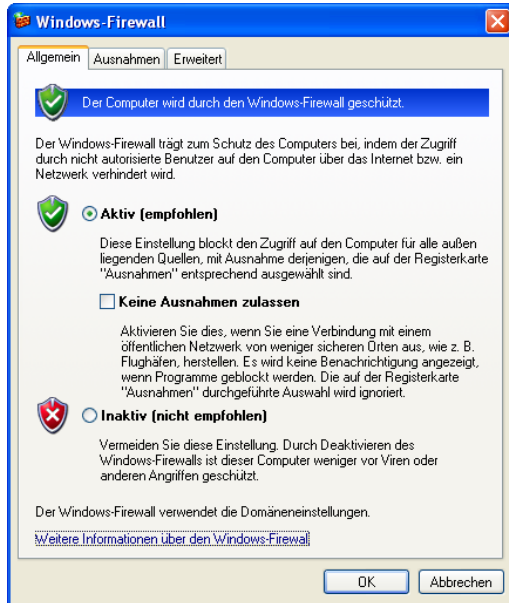 Windows-Firewall
Allgemein Ausnahmen Erweitert
Der Computer wird durch den Windows-Firewall geschützt.
Der Windows-Firewall trägt zum Schutz des Computers bei, indem der Zugriff
durch nicht autorisierte Benutzer auf den Computer über das Internet bzw. ein
Netzwerk verhindert wird.
Aktiv (empfohlen)
Diese Einstellung blockt den Zugriff auf den Computer für alle außen
liegenden Quellen, mit Ausnahme derjenigen, die auf der Registerkarte
"Ausnahmen" entsprechend ausgewählt sind.
Keine Ausnahmen zulassen
Aktivieren Sie dies, wenn Sie eine Verbindung mit einem
öffentlichen Netzwerk von weniger sicheren Orten aus, wie z. B.
Flughäfen, herstellen. Es wird keine Benachrichtigung angezeigt,
wenn Programme geblockt werden. Die auf der Registerkarte
"Ausnahmen" durchgeführte Auswahl wird ignoriert.
Inaktiv (nicht empfohlen)
Vermeiden Sie diese Einstellung. Durch Deaktivieren des
Windows-Firewalls ist dieser Computer weniger vor Viren oder
anderen Angriffen geschützt.
Der Windows-Firewall verwendet die Domäneneinstellungen.
Weitere Informationen über den Windows-Firewal
OK Abbrechen